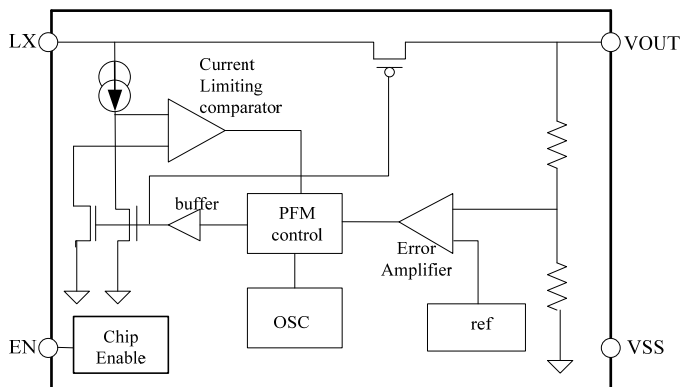 LX
VOUT
Current
Limiting
comparator
buffer
PFM
control
Error
Amplifier
OSC
ref
EN
Chip
Enable
VSS